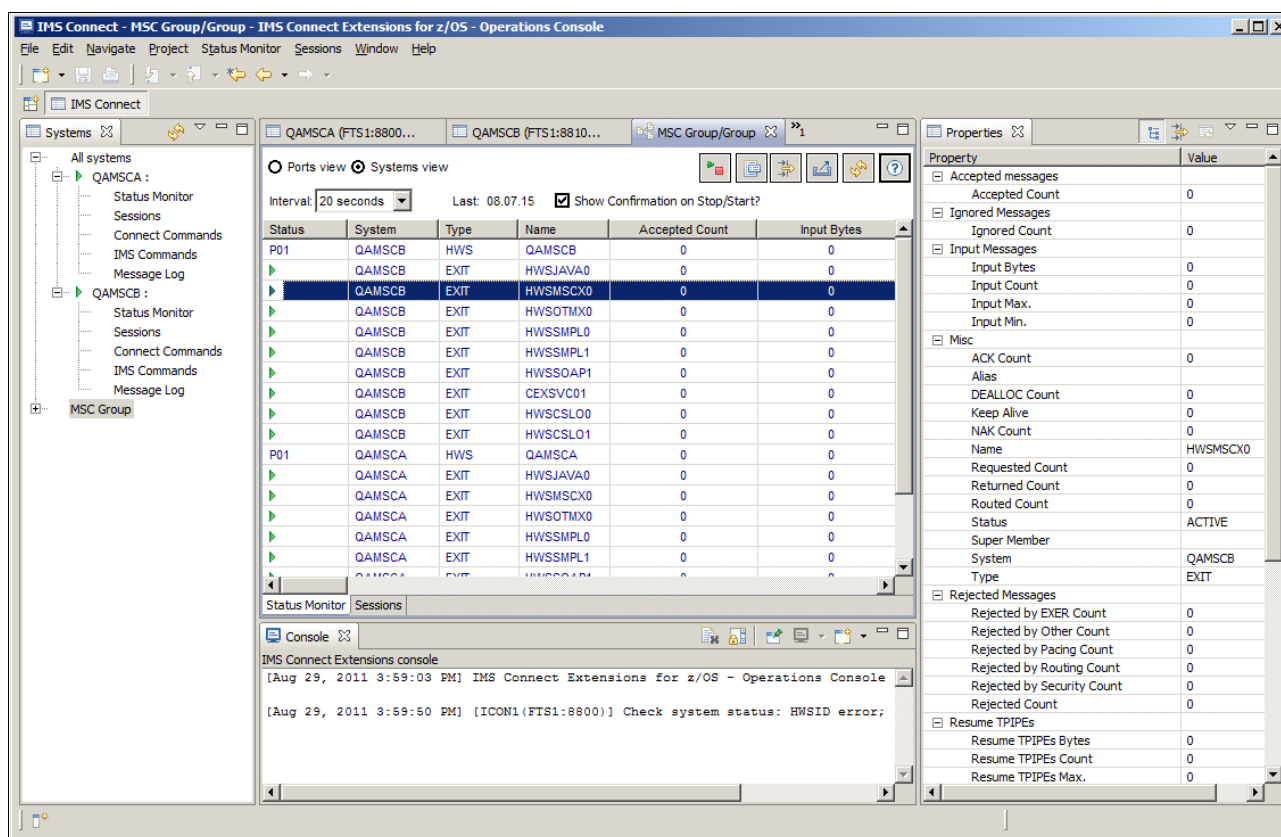 IMS Connect - MSC Group/Group - IMS Connect Extensions for z/OS - Operations Console
File Edit Navigate Project Status Monitor Sessions Window Help
IMS Connect
Systems
All systems
QAMSCA :
Status Monitor
Sessions
Connect Commands
IMS Commands
Message Log
QAMSCB :
Status Monitor
Sessions
Connect Commands
IMS Commands
Message Log
MSC Group
QAMSCA (FTS1:8800... QAMSCB (FTS1:8810... MSC Group/Group »1
Ports view Systems view
Interval: 20 seconds Last: 08.07.15 Show Confirmation on Stop/Start?
Status System Type Name Accepted Count Input Bytes
P01 QAMSCB HWS QAMSCB 0 0
QAMSCB EXIT HWSJAVA0 0 0
QAMSCB EXIT HWSMSCX0 0 0
QAMSCB EXIT HWSOTMX0 0 0
QAMSCB EXIT HWSSMPL0 0 0
QAMSCB EXIT HWSSMPL1 0 0
QAMSCB EXIT HWSSOAP1 0 0
QAMSCB EXIT CEXSVC01 0 0
QAMSCB EXIT HWSCSLO0 0 0
QAMSCB EXIT HWSCSLO1 0 0
P01 QAMSCA HWS QAMSCA 0 0
QAMSCA EXIT HWSJAVA0 0 0
QAMSCA EXIT HWSMSCX0 0 0
QAMSCA EXIT HWSOTMX0 0 0
QAMSCA EXIT HWSSMPL0 0 0
QAMSCA EXIT HWSSMPL1 0 0
QAMSCA EXIT HWSSOAP1 0 0
Status Monitor Sessions
Console
IMS Connect Extensions console
[Aug 29, 2011 3:59:03 PM] IMS Connect Extensions for z/OS - Operations Console
[Aug 29, 2011 3:59:50 PM] [ICON1(FTS1:8800)] Check system status: HWSID error;
Properties
Property Value
Accepted messages
Accepted Count 0
Ignored Messages
Ignored Count 0
Input Messages
Input Bytes 0
Input Count 0
Input Max. 0
Input Min. 0
Misc
ACK Count 0
Alias
DEALLOC Count 0
Keep Alive 0
NAK Count 0
Name HWSMSCX0
Requested Count 0
Returned Count 0
Routed Count 0
Status ACTIVE
Super Member
System QAMSCB
Type EXIT
Rejected Messages
Rejected by EXER Count 0
Rejected by Other Count 0
Rejected by Pacing Count 0
Rejected by Routing Count 0
Rejected by Security Count 0
Rejected Count 0
Resume TPIPEs
Resume TPIPEs Bytes 0
Resume TPIPEs Count 0
Resume TPIPEs Max. 0